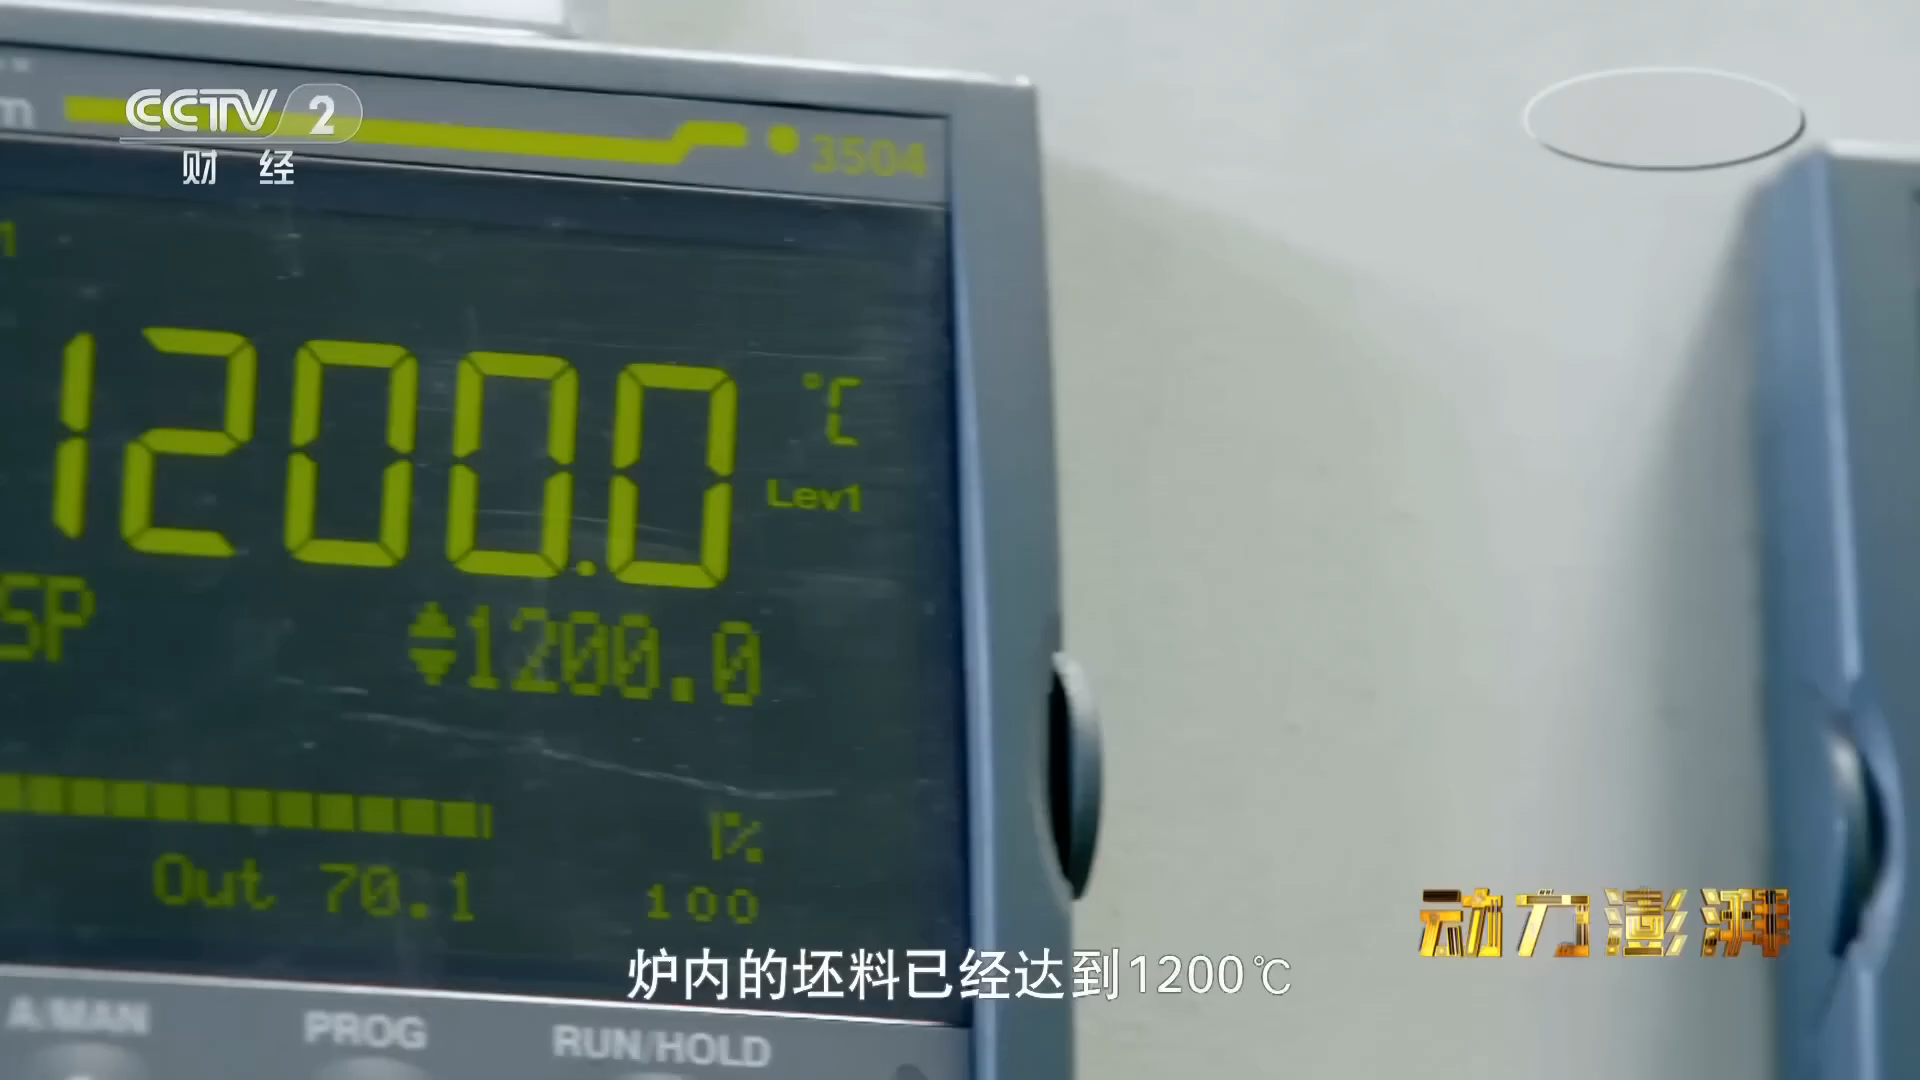 CCTV 2
财 经
m
3504
1200.0 ℃
Lev1
SP 1200.0
Out 70.1
%
100
动力澎湃
炉内的坯料已经达到1200℃
A/MAN PROG RUN/HOLD